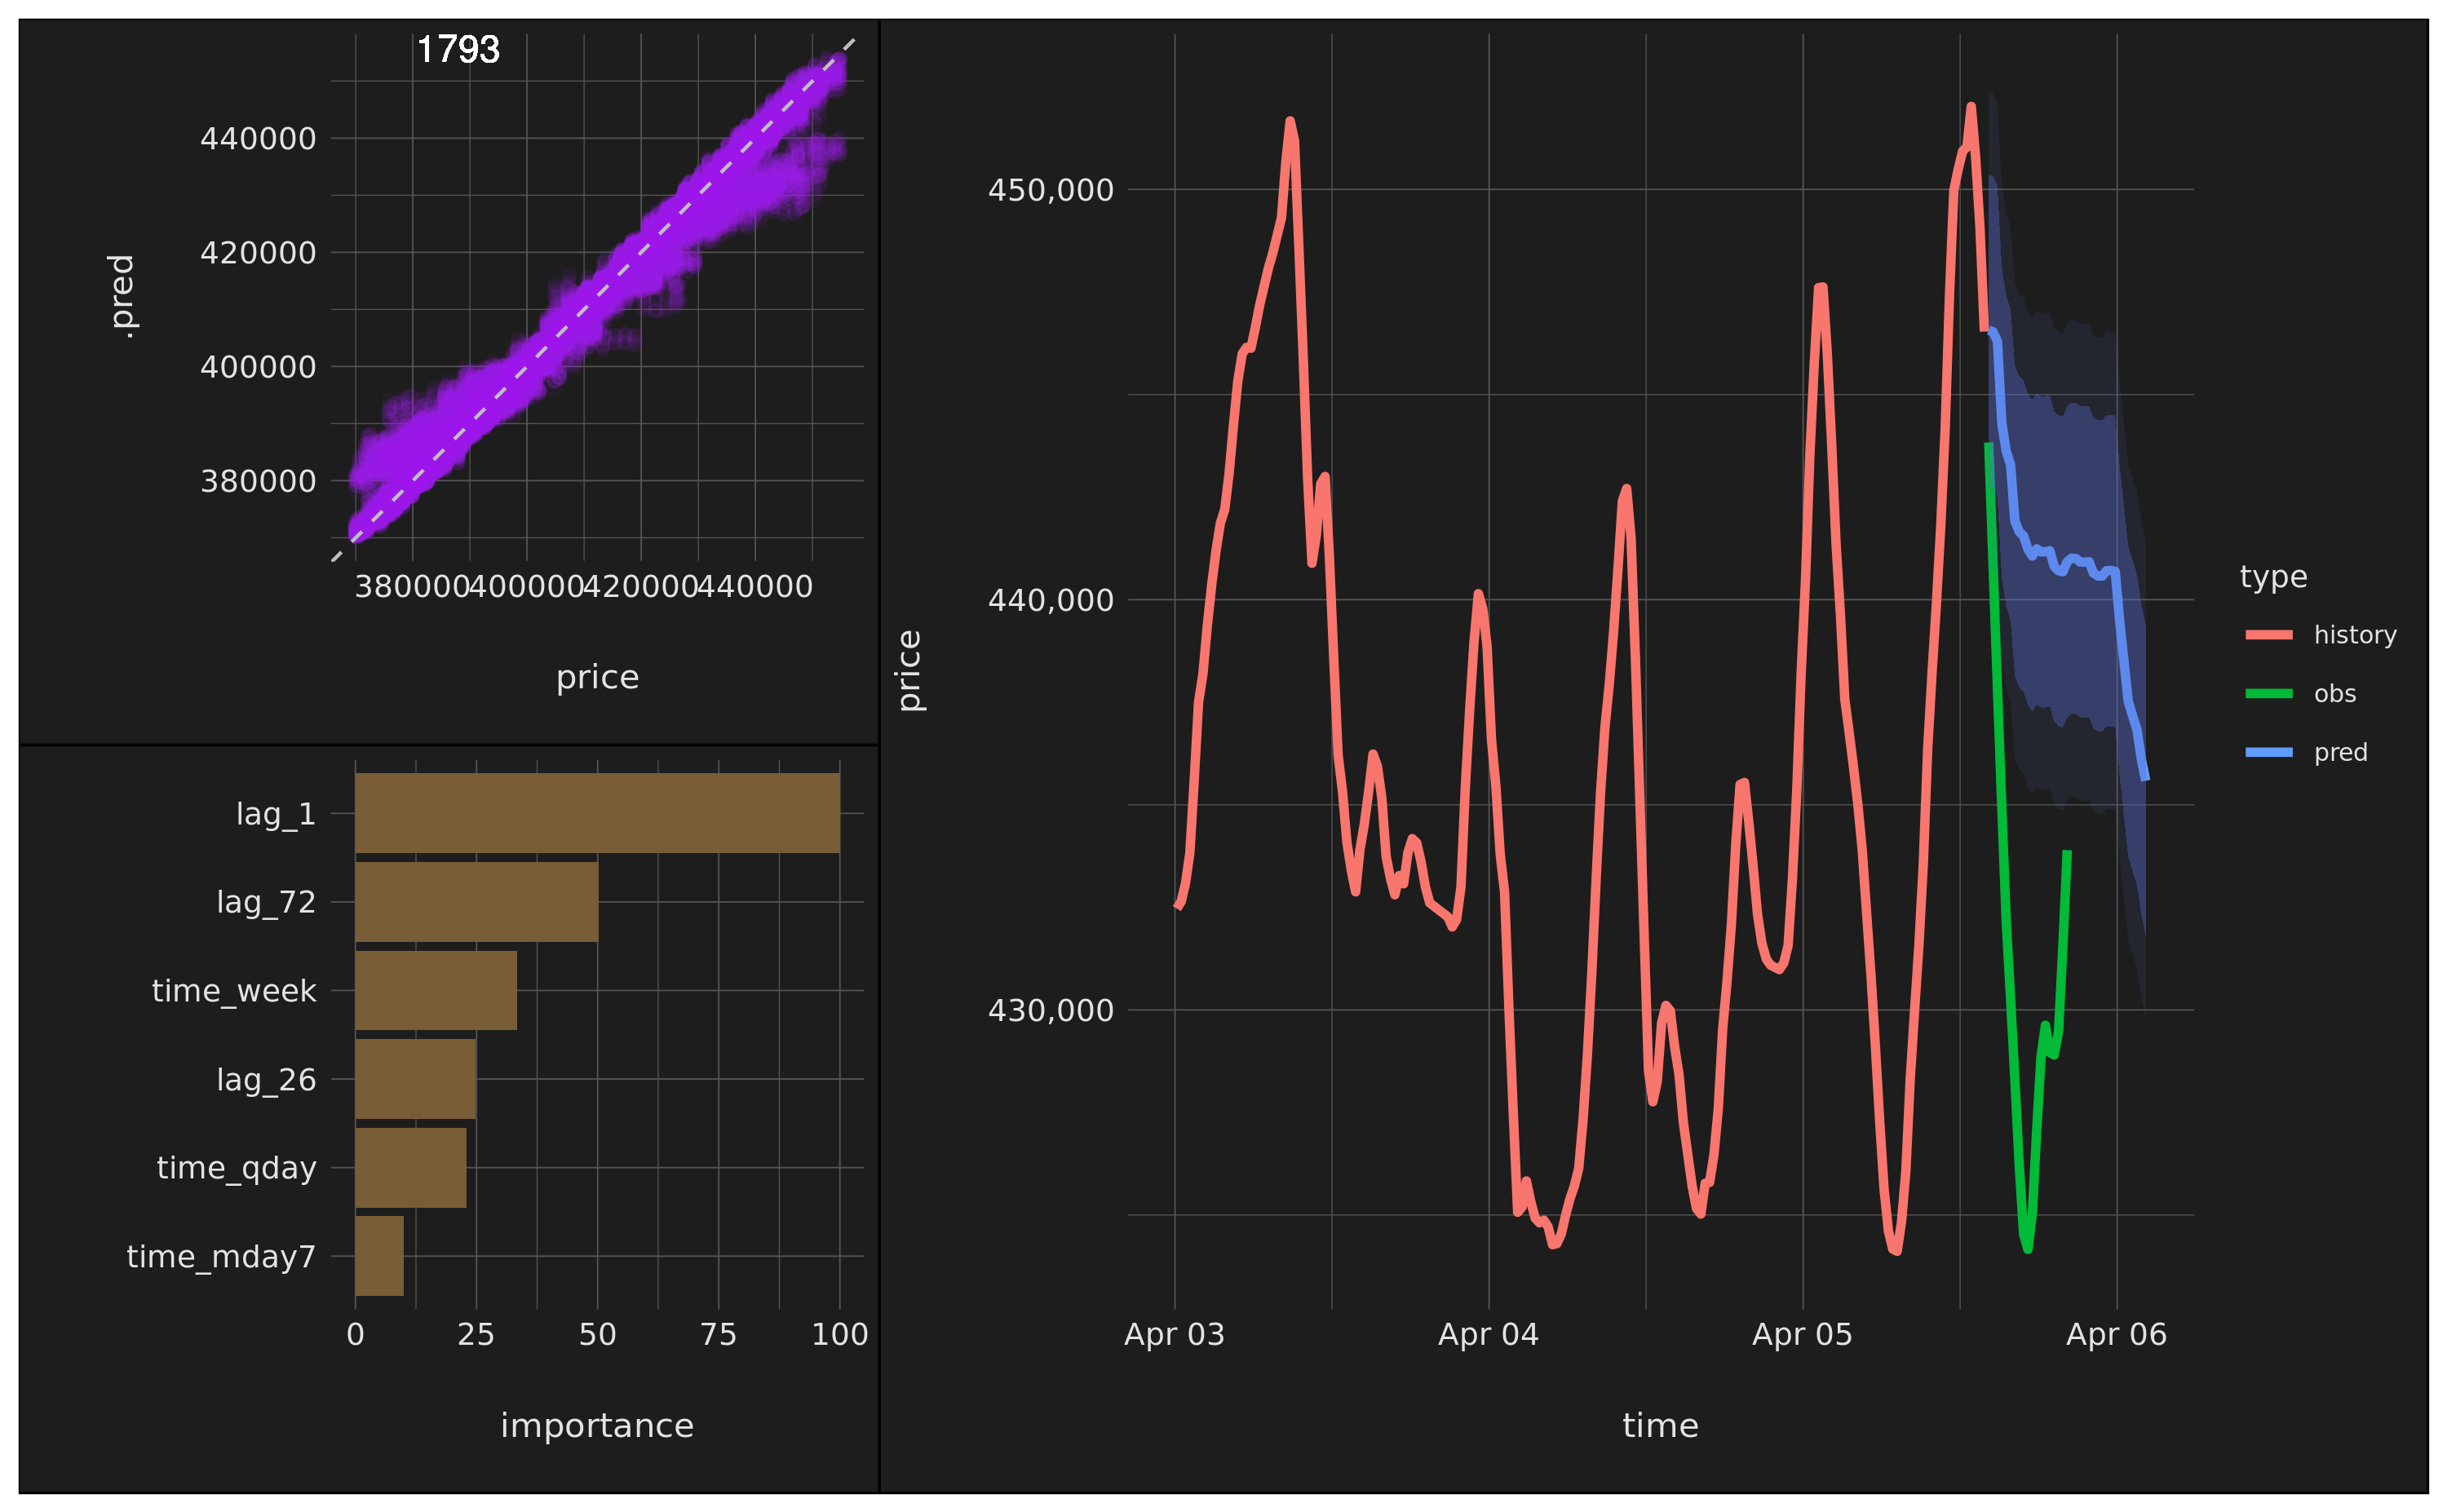 1793
.pred
440000
420000
400000
380000
380000 400000 420000 440000
price
lag_1
lag_72
time_week
lag_26
time_qday
time_mday7
0 25 50 75 100
importance
price
450,000
440,000
430,000
Apr 03 Apr 04 Apr 05 Apr 06
time
type
history
obs
pred